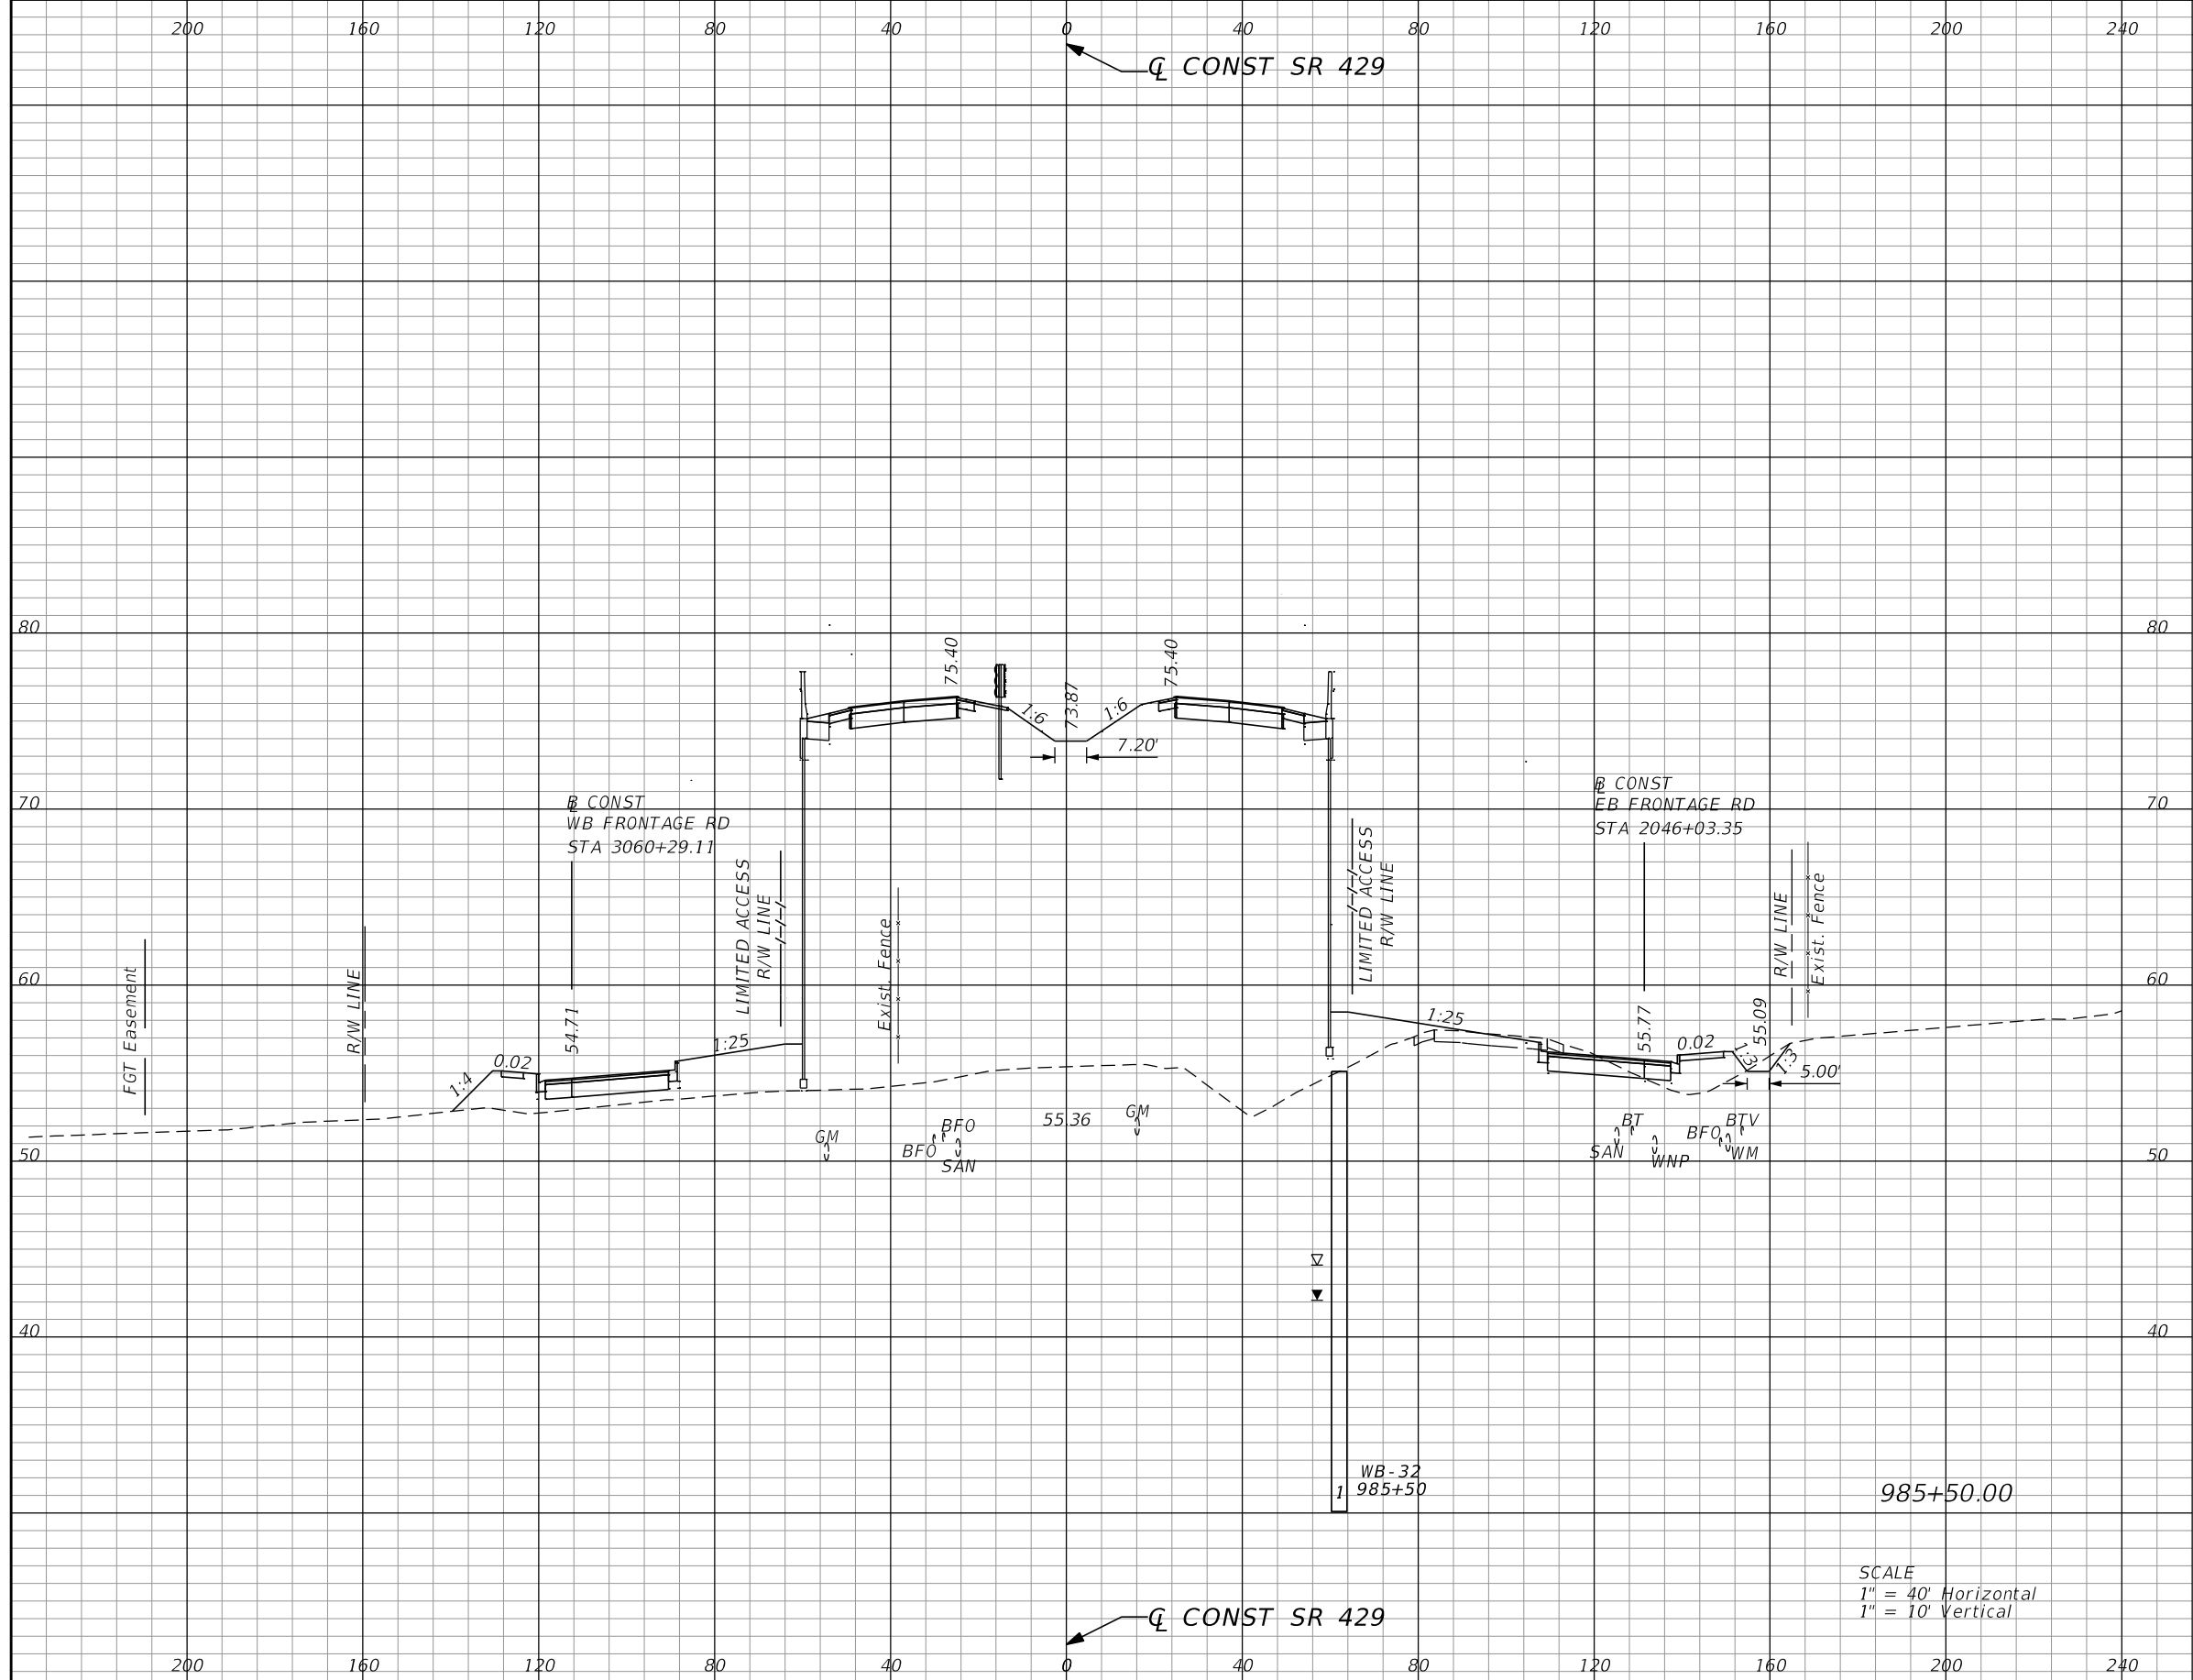 200 160 120 80 40 0 40 80 120 160 200 240
℄ CONST SR 429
80 80
75.40
75.40
73.87
1:6
1:6
7.20'
70 70
B̵L CONST
WB FRONTAGE RD
STA 3060+29.11
B̵L CONST
EB FRONTAGE RD
STA 2046+03.35
LIMITED ACCESS
R/W LINE
Exist. Fence
LIMITED ACCESS
R/W LINE
R/W LINE
Exist. Fence
60 60
FGT Easement
R/W LINE
54.71
0.02
1:4
1:25
1:25
55.77
0.02
55.09
1:3
1:3
5.00'
GM
BFO
BFO
SAN
55.36
GM
BT
SAN
WNP
BFO
BTV
WM
50 50
40 40
WB-32
1 985+50
985+50.00
SCALE
1" = 40' Horizontal
1" = 10' Vertical
℄ CONST SR 429
200 160 120 80 40 0 40 80 120 160 200 240